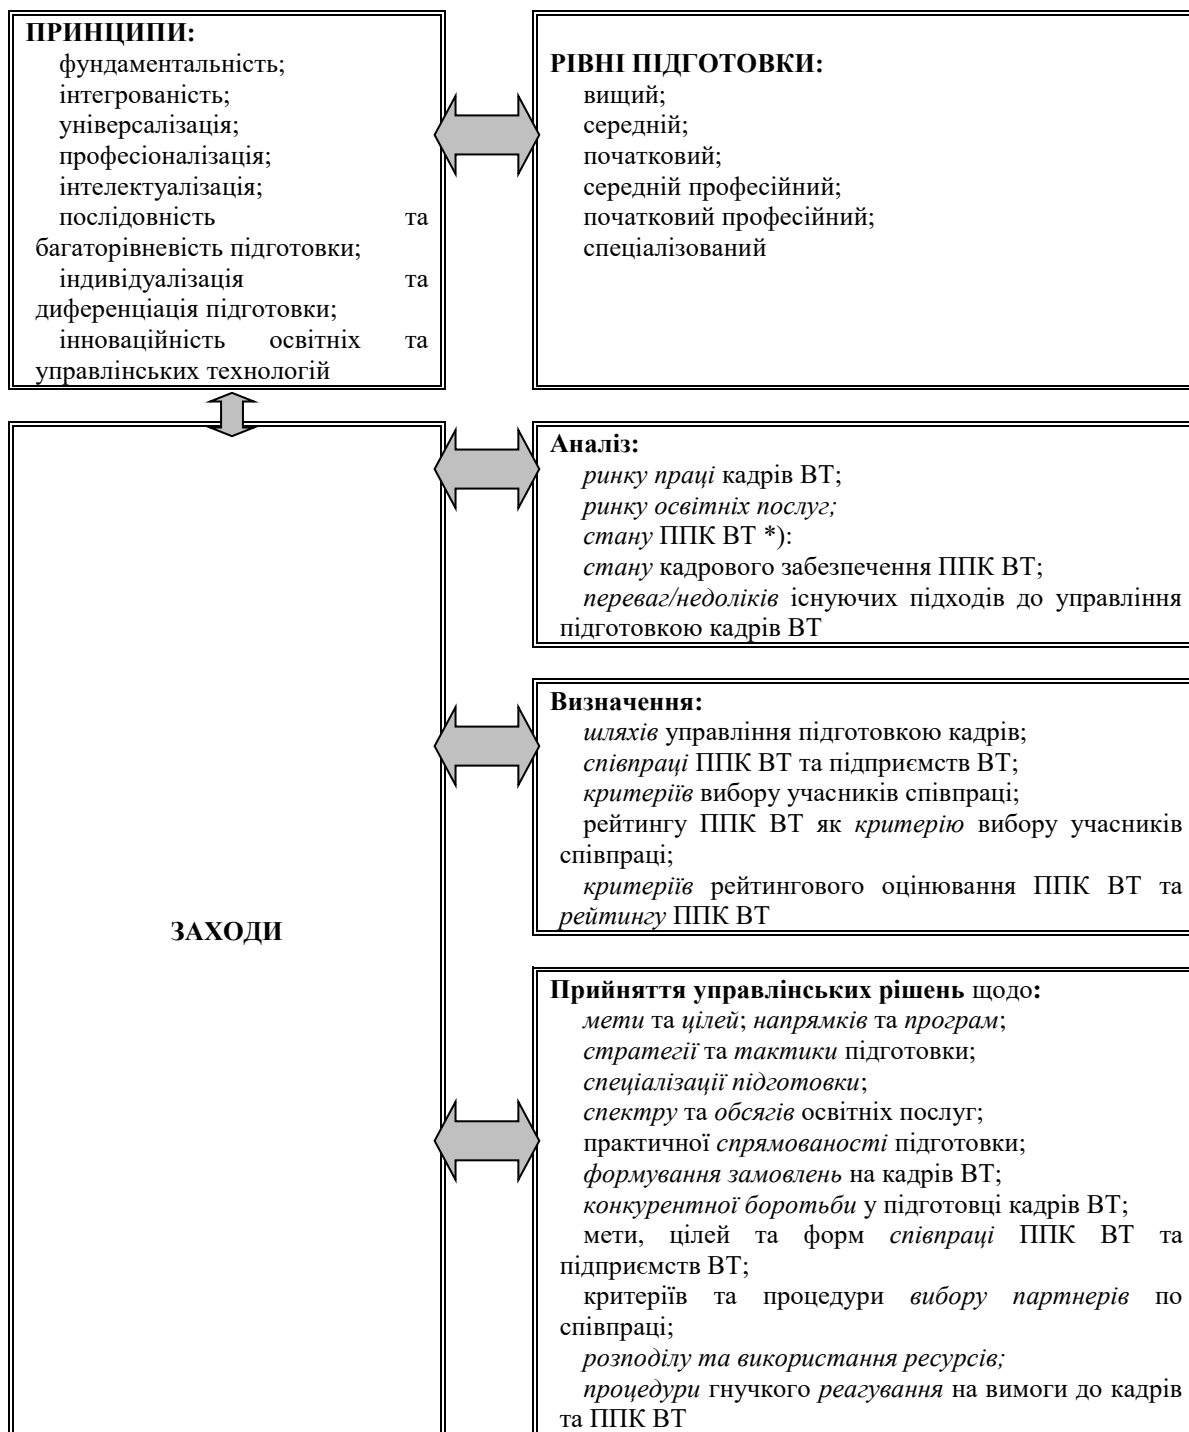 ПРИНЦИПИ:
фундаментальність;
інтегрованість;
універсалізація;
професіоналізація;
інтелектуалізація;
послідовність та
багаторівневість підготовки;
індивідуалізація та
диференціація підготовки;
інноваційність освітніх та
управлінських технологій
РІВНІ ПІДГОТОВКИ:
вищий;
середній;
початковий;
середній професійний;
початковий професійний;
спеціалізований
ЗАХОДИ
Аналіз:
ринку праці кадрів ВТ;
ринку освітніх послуг;
стану ППК ВТ *):
стану кадрового забезпечення ППК ВТ;
переваг/недоліків існуючих підходів до управління
підготовкою кадрів ВТ
Визначення:
шляхів управління підготовкою кадрів;
співпраці ППК ВТ та підприємств ВТ;
критеріїв вибору учасників співпраці;
рейтингу ППК ВТ як критерію вибору учасників
співпраці;
критеріїв рейтингового оцінювання ППК ВТ та
рейтингу ППК ВТ
Прийняття управлінських рішень щодо:
мети та цілей; напрямків та програм;
стратегії та тактики підготовки;
спеціалізації підготовки;
спектру та обсягів освітніх послуг;
практичної спрямованості підготовки;
формування замовлень на кадрів ВТ;
конкурентної боротьби у підготовці кадрів ВТ;
мети, цілей та форм співпраці ППК ВТ та
підприємств ВТ;
критеріїв та процедури вибору партнерів по
співпраці;
розподілу та використання ресурсів;
процедури гнучкого реагування на вимоги до кадрів
та ППК ВТ